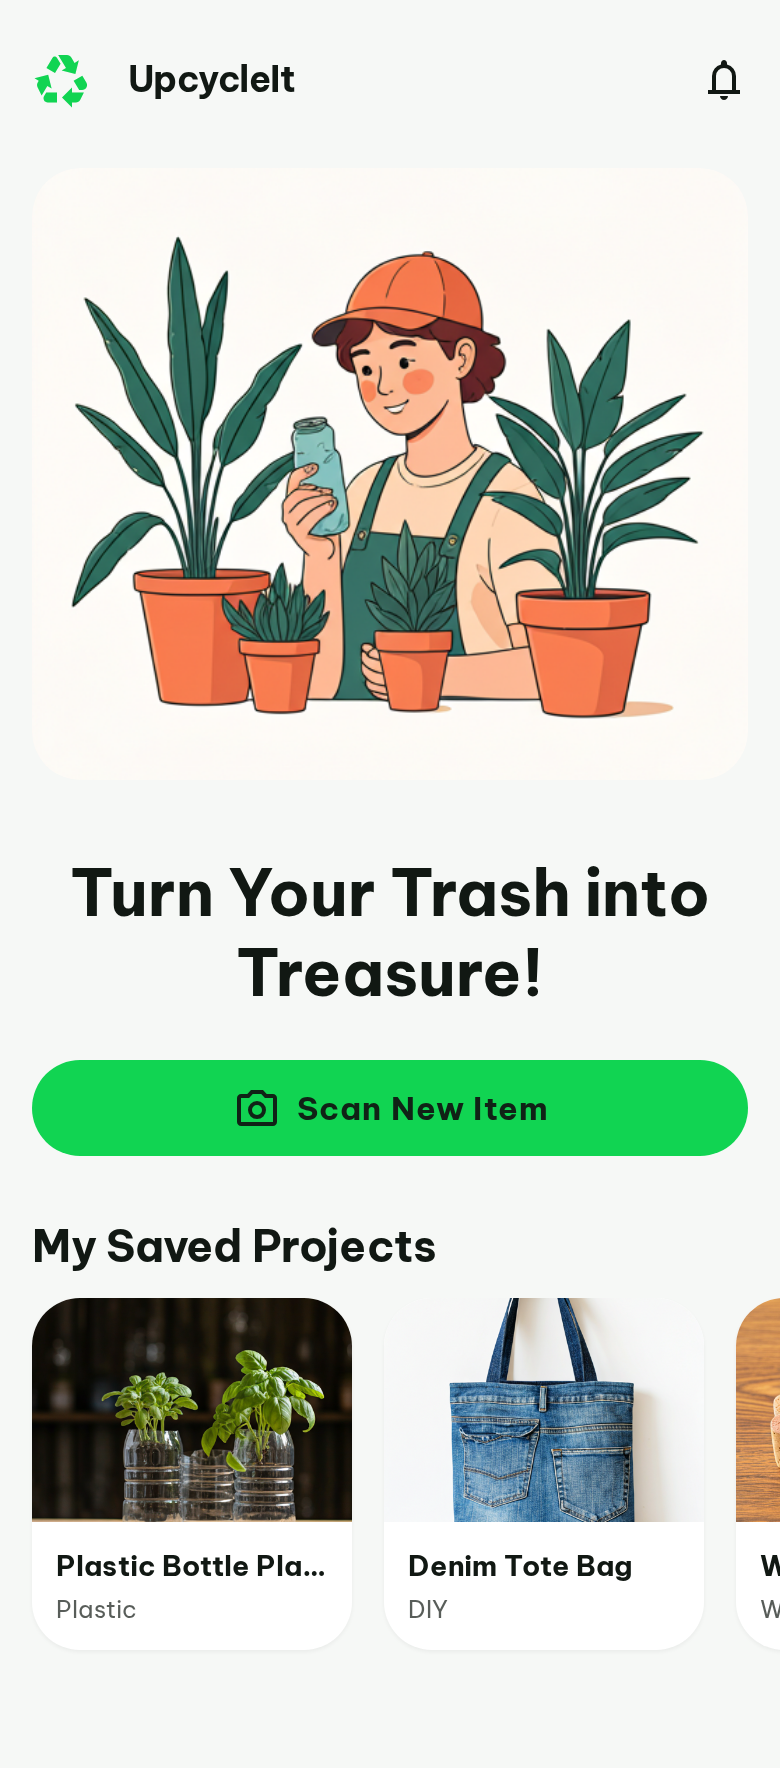 UpcycleIt
Turn Your Trash into
Treasure!
Scan New Item
My Saved Projects
Plastic Bottle Pla...
Denim Tote Bag
Plastic
DIY